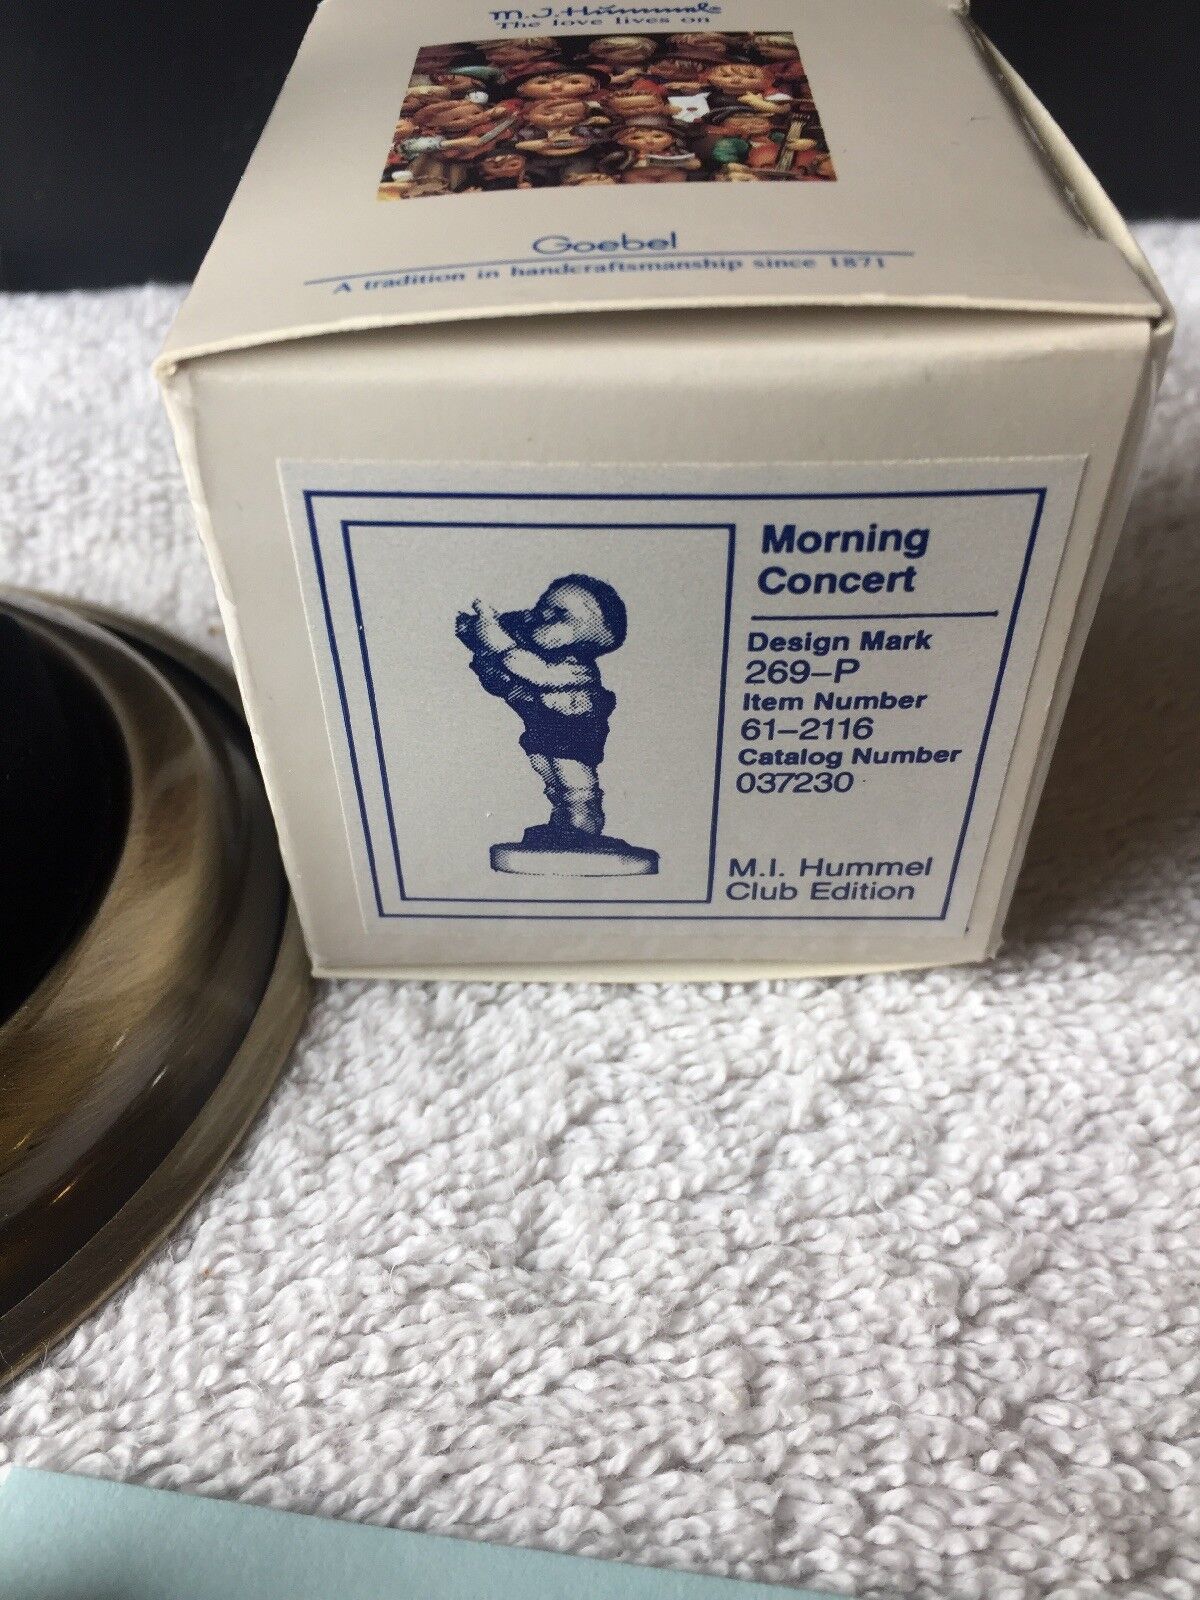 M.I. Hummel
The love lives on
Goebel
A tradition in handcraftsmanship since 1871
Morning
Concert
Design Mark
269-P
Item Number
61-2116
Catalog Number
037230
M.I. Hummel
Club Edition